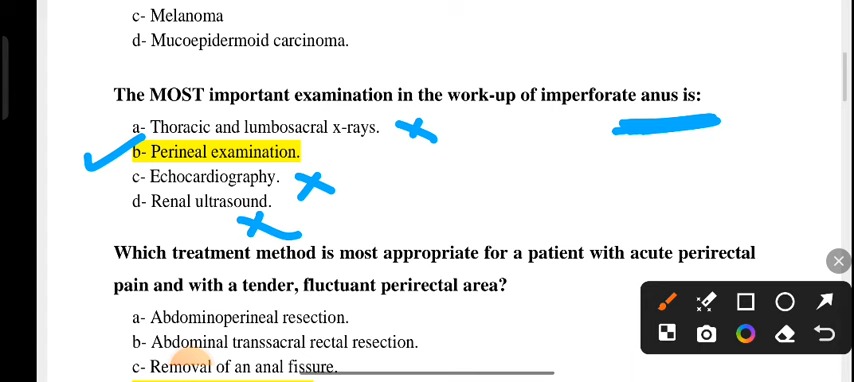 c- Melanoma
d- Mucoepidermoid carcinoma.
The MOST important examination in the work-up of imperforate anus is:
a- Thoracic and lumbosacral x-rays.
b- Perineal examination.
c- Echocardiography.
d- Renal ultrasound.
Which treatment method is most appropriate for a patient with acute perirectal
pain and with a tender, fluctuant perirectal area?
a- Abdominoperineal resection.
b- Abdominal transsacral rectal resection.
c- Removal of an anal fissure.